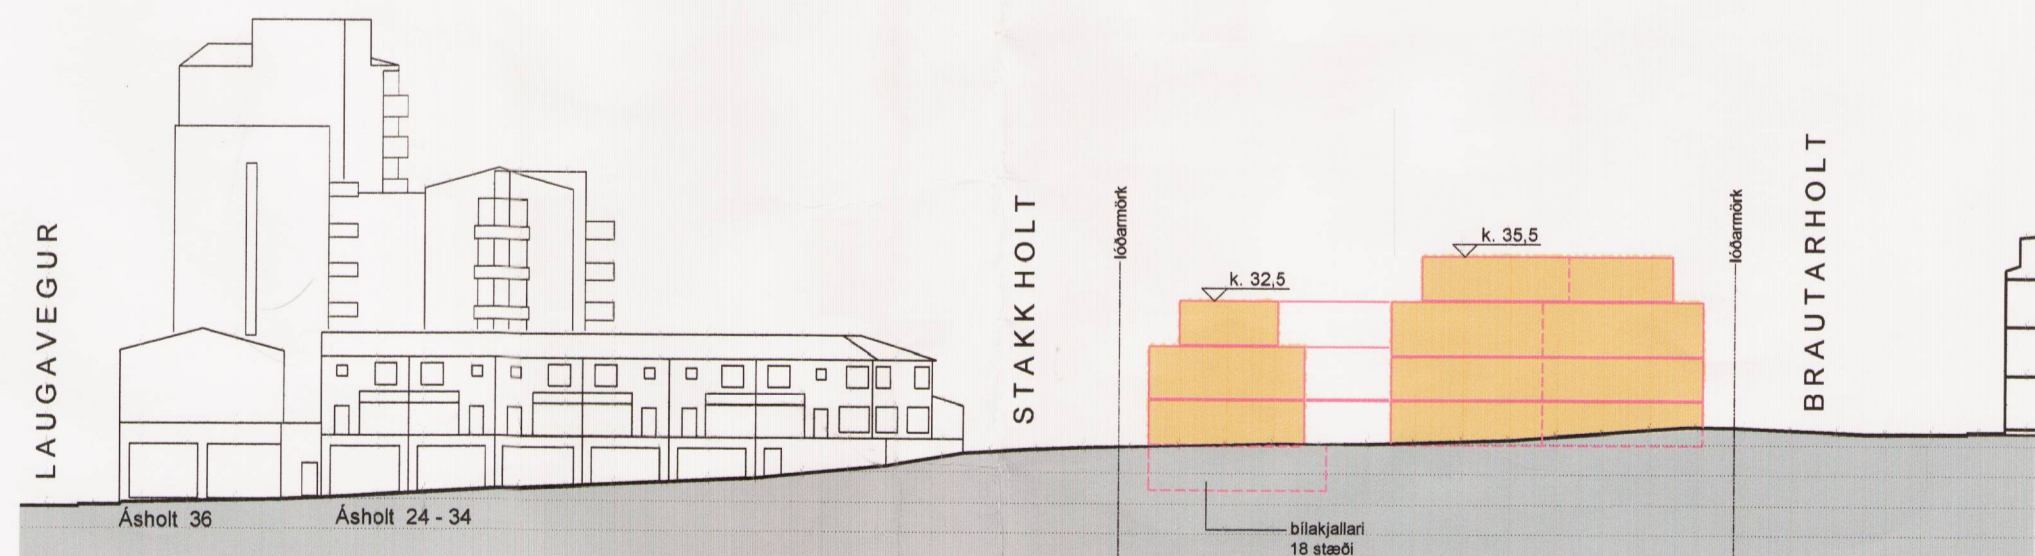 LAUGAVEGUR
Ásholt 36
Ásholt 24 - 34
STAKKHOLT
lóðarmörk
k. 32,5
k. 35,5
lóðarmörk
BRAUTARHOLT
bílakjallari
18 stæði